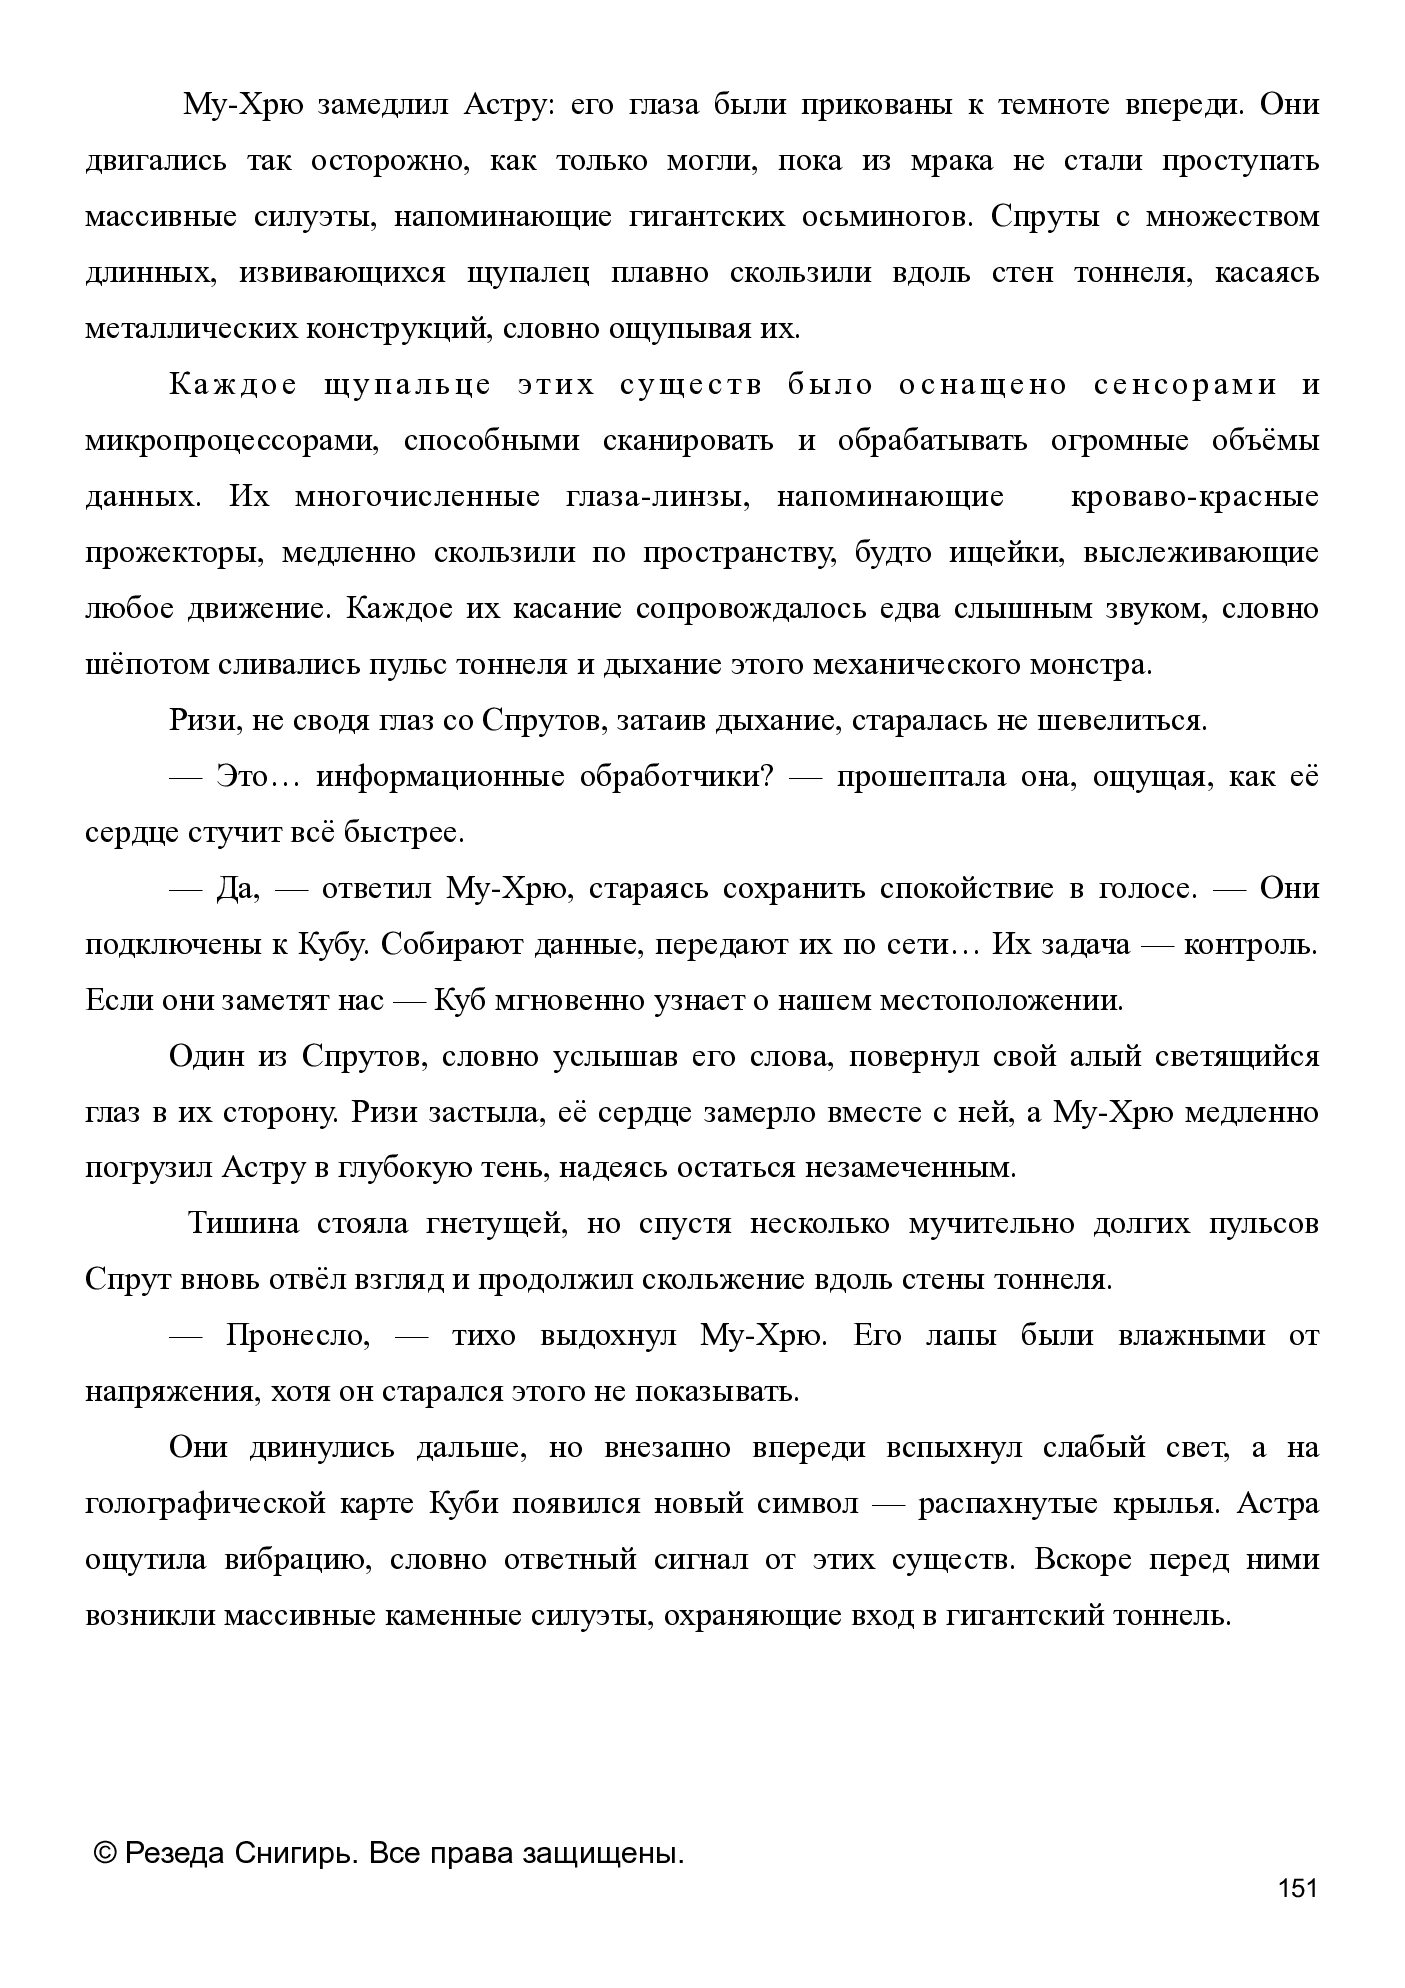 Му-Хрю замедлил Астру: его глаза были прикованы к темноте впереди. Они
двигались так осторожно, как только могли, пока из мрака не стали проступать
массивные силуэты, напоминающие гигантских осьминогов. Спруты с множеством
длинных, извивающихся щупалец плавно скользили вдоль стен тоннеля, касаясь
металлических конструкций, словно ощупывая их.
Каждое щупальце этих существ было оснащено сенсорами и
микропроцессорами, способными сканировать и обрабатывать огромные объёмы
данных. Их многочисленные глаза-линзы, напоминающие кроваво-красные
прожекторы, медленно скользили по пространству, будто ищейки, выслеживающие
любое движение. Каждое их касание сопровождалось едва слышным звуком, словно
шёпотом сливались пульс тоннеля и дыхание этого механического монстра.
Ризи, не сводя глаз со Спрутов, затаив дыхание, старалась не шевелиться.
— Это… информационные обработчики? — прошептала она, ощущая, как её
сердце стучит всё быстрее.
— Да, — ответил Му-Хрю, стараясь сохранить спокойствие в голосе. — Они
подключены к Кубу. Собирают данные, передают их по сети… Их задача — контроль.
Если они заметят нас — Куб мгновенно узнает о нашем местоположении.
Один из Спрутов, словно услышав его слова, повернул свой алый светящийся
глаз в их сторону. Ризи застыла, её сердце замерло вместе с ней, а Му-Хрю медленно
погрузил Астру в глубокую тень, надеясь остаться незамеченным.
Тишина стояла гнетущей, но спустя несколько мучительно долгих пульсов
Спрут вновь отвёл взгляд и продолжил скольжение вдоль стены тоннеля.
— Пронесло, — тихо выдохнул Му-Хрю. Его лапы были влажными от
напряжения, хотя он старался этого не показывать.
Они двинулись дальше, но внезапно впереди вспыхнул слабый свет, а на
голографической карте Куби появился новый символ — распахнутые крылья. Астра
ощутила вибрацию, словно ответный сигнал от этих существ. Вскоре перед ними
возникли массивные каменные силуэты, охраняющие вход в гигантский тоннель.
© Резеда Снигирь. Все права защищены.
151